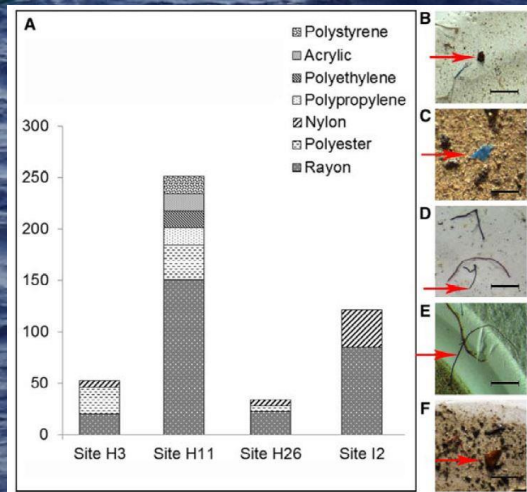 A
Polystyrene
Acrylic
Polyethylene
Polypropylene
Nylon
Polyester
Rayon
300
250
200
150
100
50
0
Site H3
Site H11
Site H26
Site I2
B
C
D
E
F